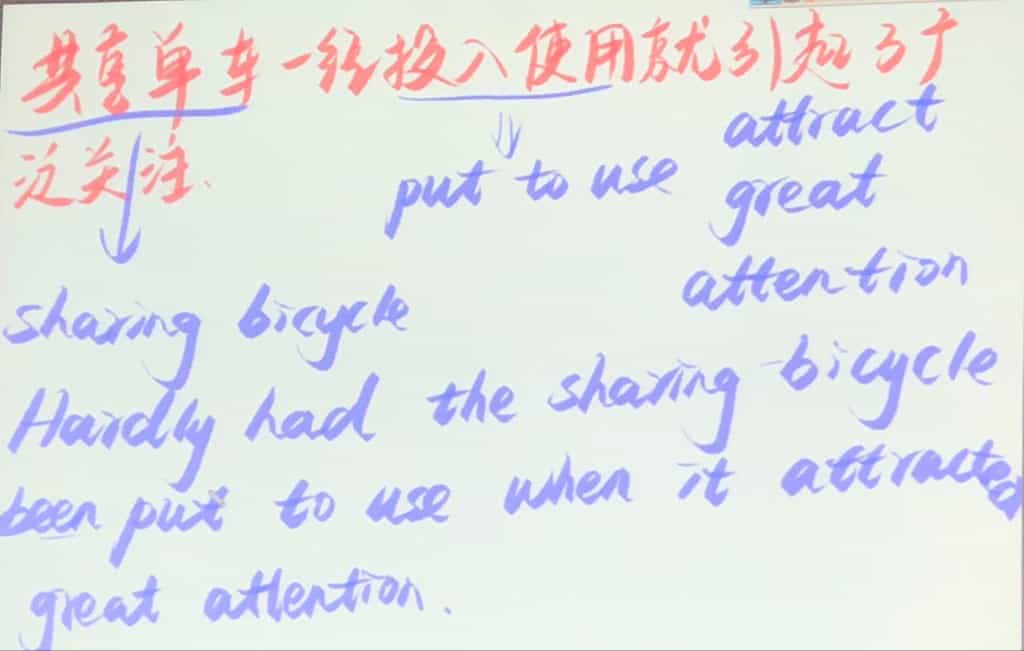 共享单车一经投入使用就引起了广
泛关注.
attract
put to use great
attention
sharing bicycle
Hardly had the sharing bicycle
been put to use when it attracted
great attention.